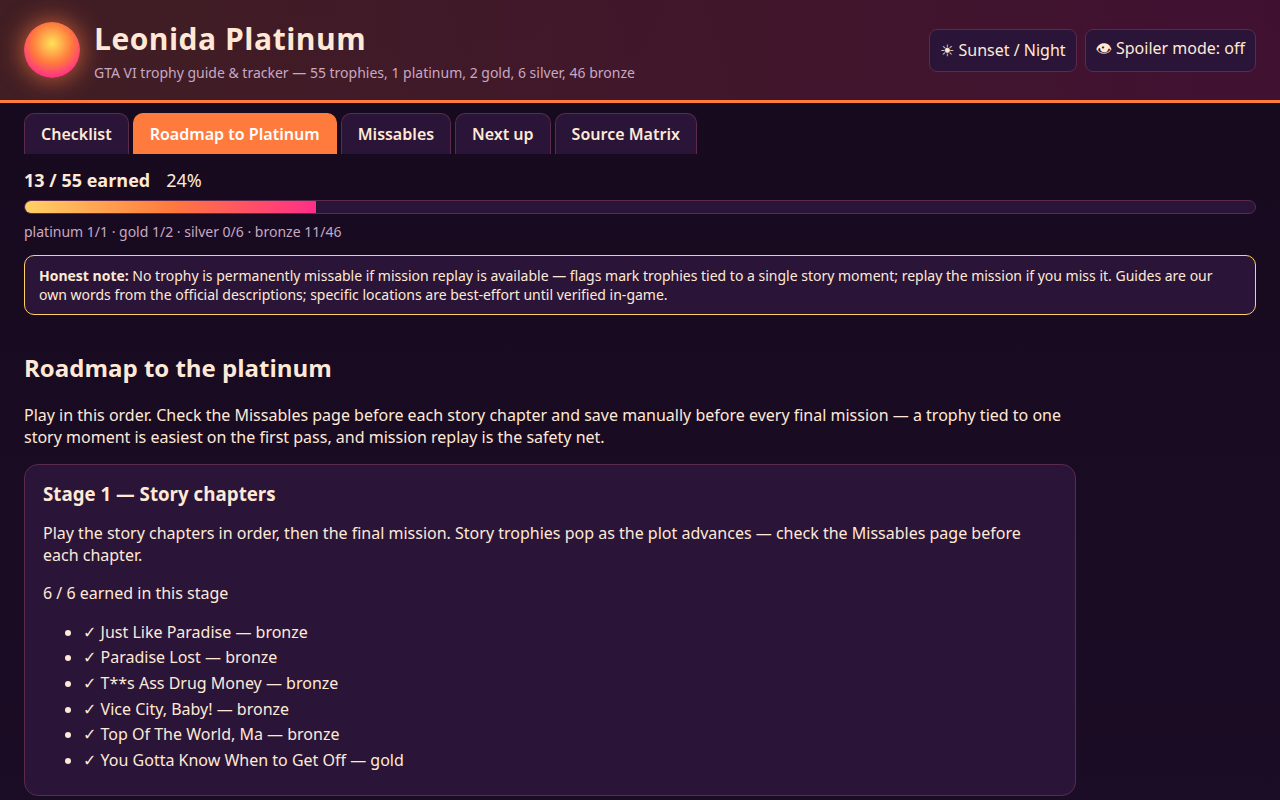 Leonida Platinum
GTA VI trophy guide & tracker — 55 trophies, 1 platinum, 2 gold, 6 silver, 46 bronze
☀ Sunset / Night
👁 Spoiler mode: off
Checklist
Roadmap to Platinum
Missables
Next up
Source Matrix
13 / 55 earned 24%
platinum 1/1 · gold 1/2 · silver 0/6 · bronze 11/46
Honest note: No trophy is permanently missable if mission replay is available — flags mark trophies tied to a single story moment; replay the mission if you miss it. Guides are our
own words from the official descriptions; specific locations are best-effort until verified in-game.
Roadmap to the platinum
Play in this order. Check the Missables page before each story chapter and save manually before every final mission — a trophy tied to one
story moment is easiest on the first pass, and mission replay is the safety net.
Stage 1 — Story chapters
Play the story chapters in order, then the final mission. Story trophies pop as the plot advances — check the Missables page before
each chapter.
6 / 6 earned in this stage
• ✓ Just Like Paradise — bronze
• ✓ Paradise Lost — bronze
• ✓ T**s Ass Drug Money — bronze
• ✓ Vice City, Baby! — bronze
• ✓ Top Of The World, Ma — bronze
• ✓ You Gotta Know When to Get Off — gold